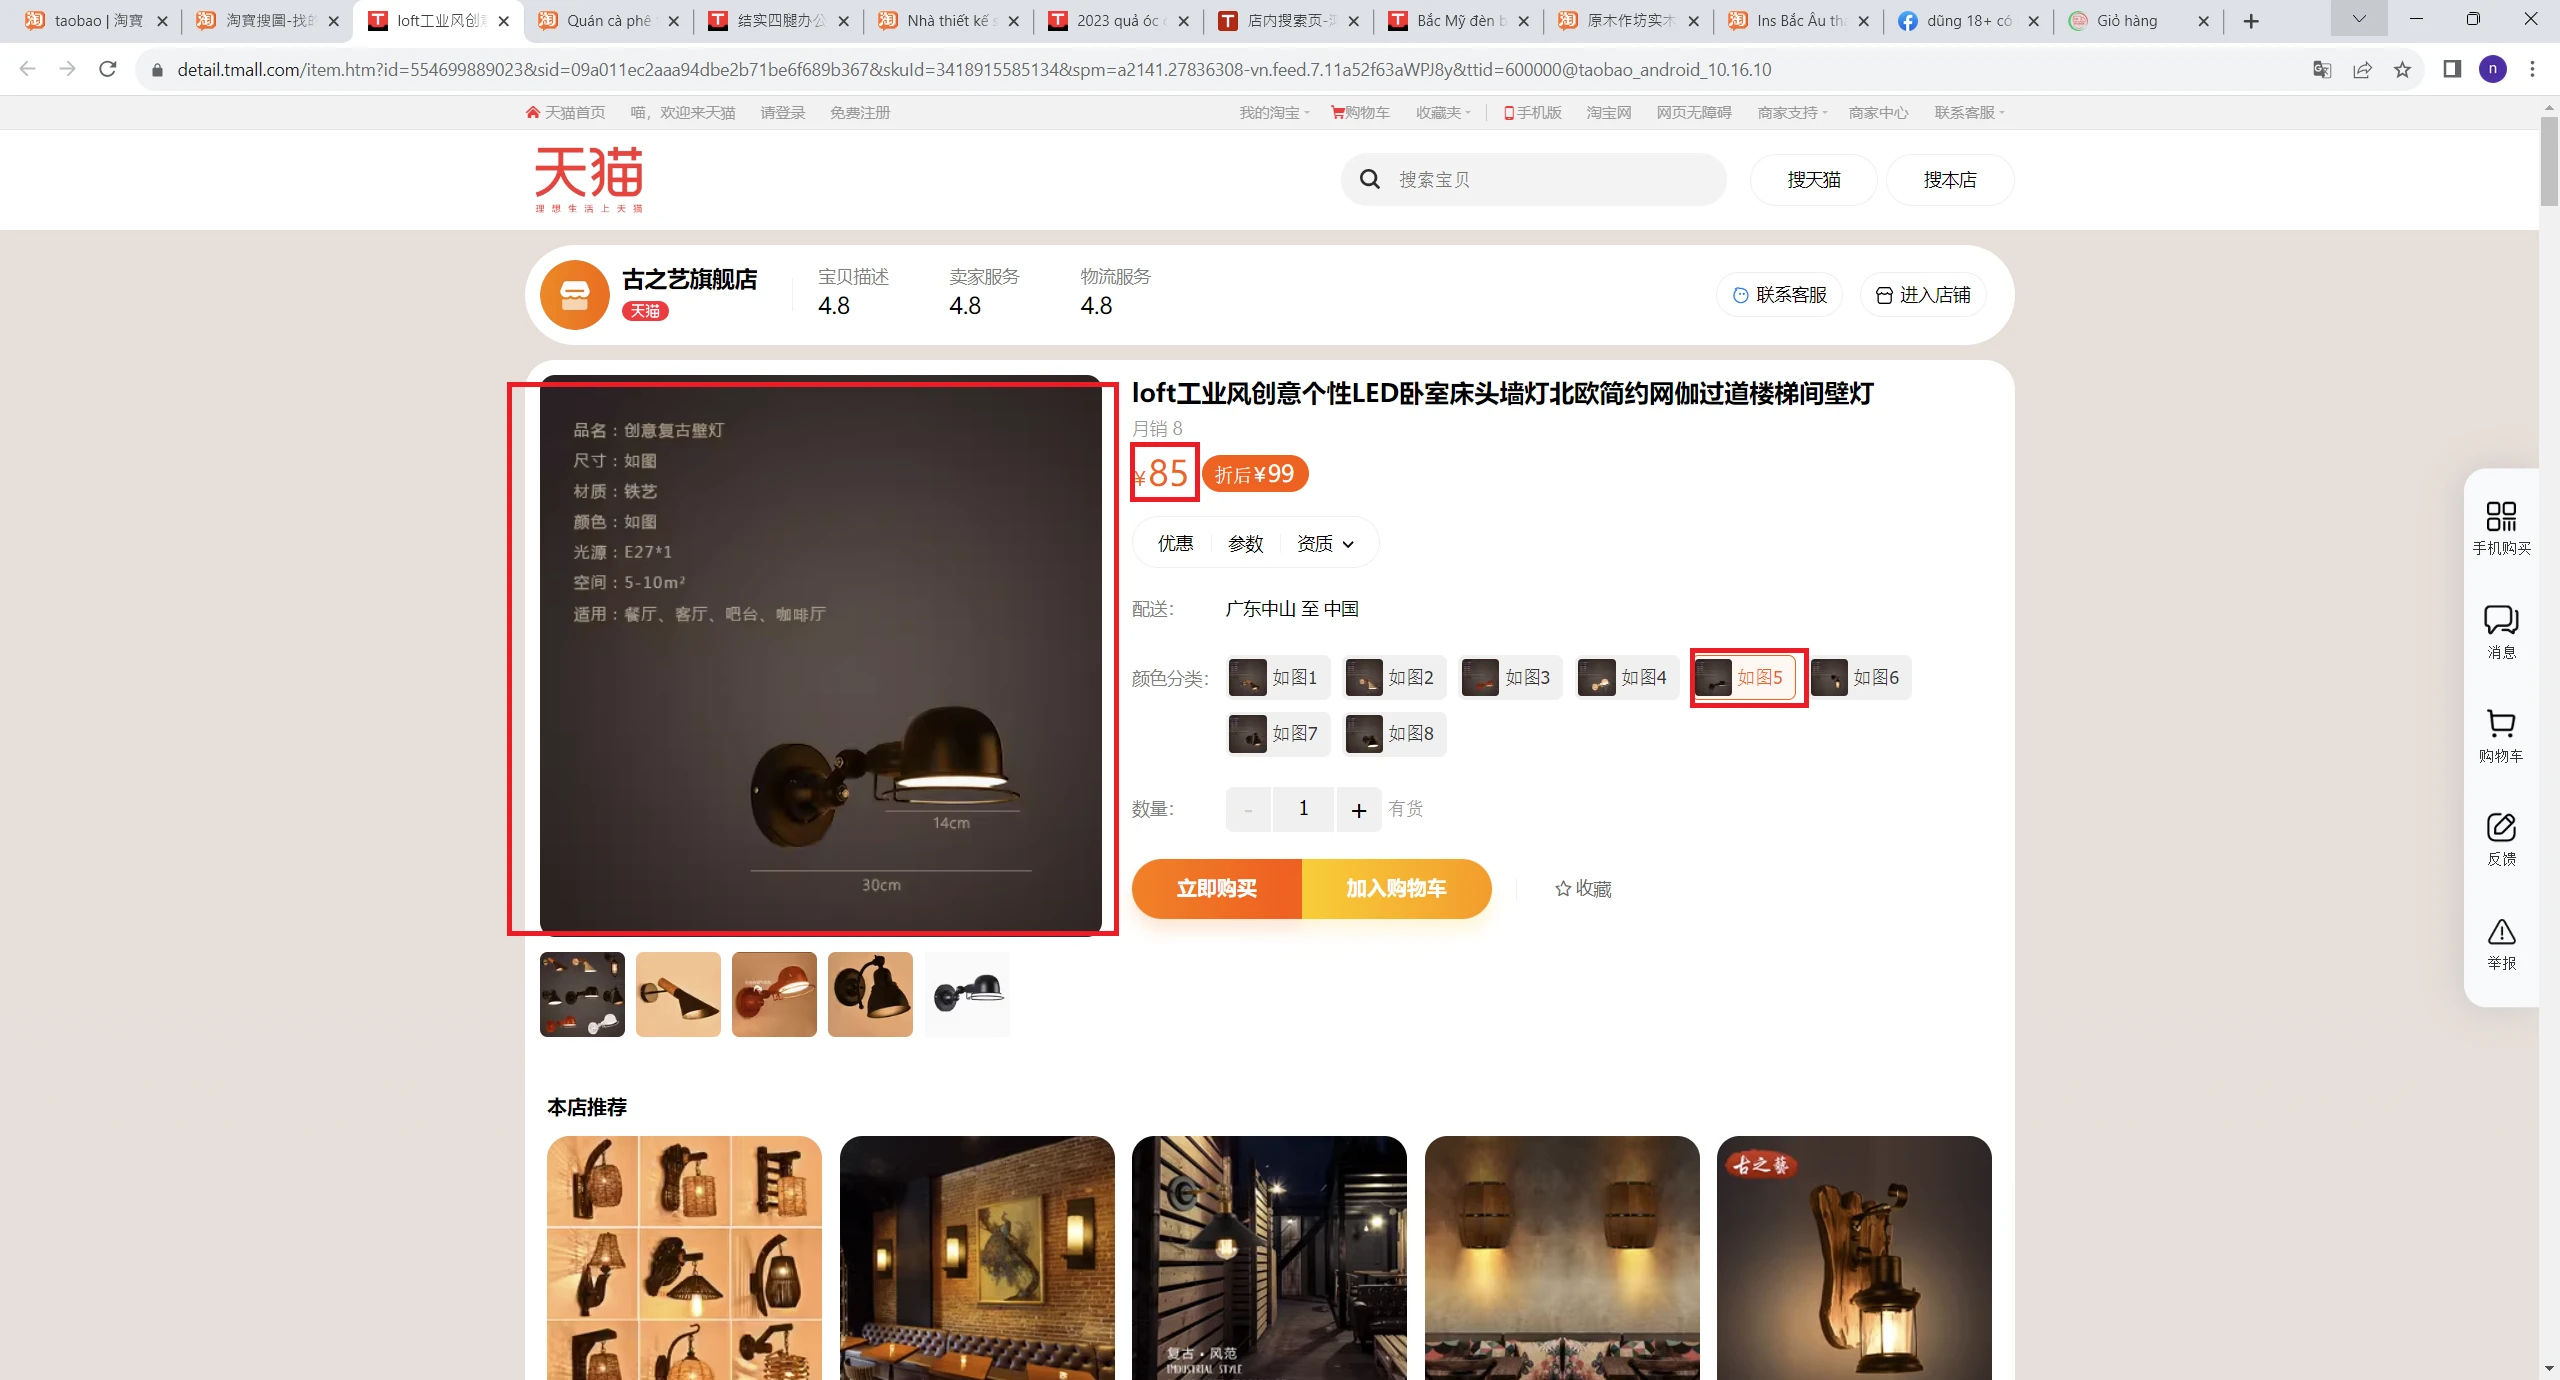 taobao | 淘寶
淘寶搜圖-找的
loft工业风创意
Quán cà phê
结实四腿办公
Nhà thiết kế s
2023 quả óc c
店内搜索页-
Bắc Mỹ đèn b
原木作坊实木
Ins Bắc Âu th
dũng 18+ có
Giỏ hàng
detail.tmall.com/item.htm?id=554699889023&sid=09a011ec2aaa94dbe2b71be6f689b367&skuId=3418915585134&spm=a2141.27836308-vn.feed.7.11a52f63aWPJ8y&ttid=600000@taobao_android_10.16.10
n
天猫首页 喵，欢迎来天猫 请登录 免费注册
我的淘宝 购物车 收藏夹 手机版 淘宝网 网页无障碍 商家支持 商家中心 联系客服
天猫
理想生活上天猫
搜索宝贝
搜天猫
搜本店
古之艺旗舰店
天猫
宝贝描述 卖家服务 物流服务
4.8 4.8 4.8
联系客服 进入店铺
品名：创意复古壁灯
尺寸：如图
材质：铁艺
颜色：如图
光源：E27*1
空间：5-10m²
适用：餐厅、客厅、吧台、咖啡厅
14cm
30cm
loft工业风创意个性LED卧室床头墙灯北欧简约网伽过道楼梯间壁灯
月销 8
¥85 折后¥99
优惠 参数 资质
配送： 广东中山 至 中国
颜色分类： 如图1 如图2 如图3 如图4 如图5 如图6
如图7 如图8
数量： - 1 + 有货
立即购买 加入购物车 收藏
手机购买
消息
购物车
反馈
举报
本店推荐
复古·风范
INDUSTRIAL STYLE
古之藝